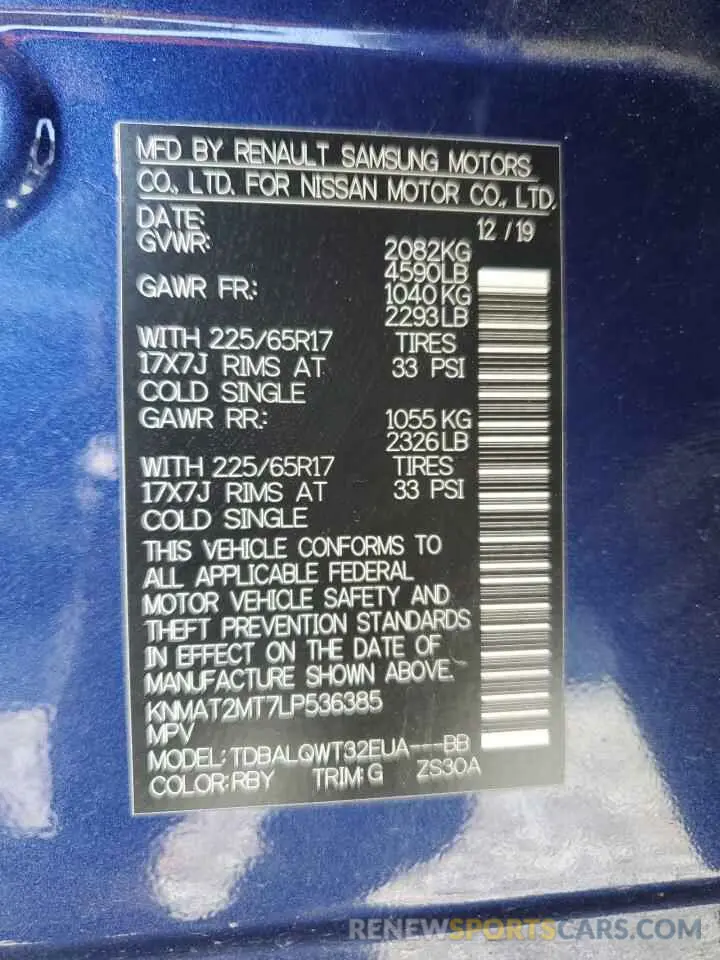 MFD BY RENAULT SAMSUNG MOTORS
CO., LTD. FOR NISSAN MOTOR CO., LTD.
DATE: 12 / 19
GVWR: 2082KG
4590LB
GAWR FR.: 1040 KG
2293 LB
WITH 225/65R17 TIRES
17X7J RIMS AT 33 PSI
COLD SINGLE
GAWR RR.: 1055 KG
2326 LB
WITH 225/65R17 TIRES
17X7J RIMS AT 33 PSI
COLD SINGLE
THIS VEHICLE CONFORMS TO
ALL APPLICABLE FEDERAL
MOTOR VEHICLE SAFETY AND
THEFT PREVENTION STANDARDS
IN EFFECT ON THE DATE OF
MANUFACTURE SHOWN ABOVE.
KNMAT2MT7LP536385
MPV
MODEL: TDBALQWT32EUA---BB
COLOR: RBY TRIM: G ZS30A
RENEWSPORTSCARS.COM